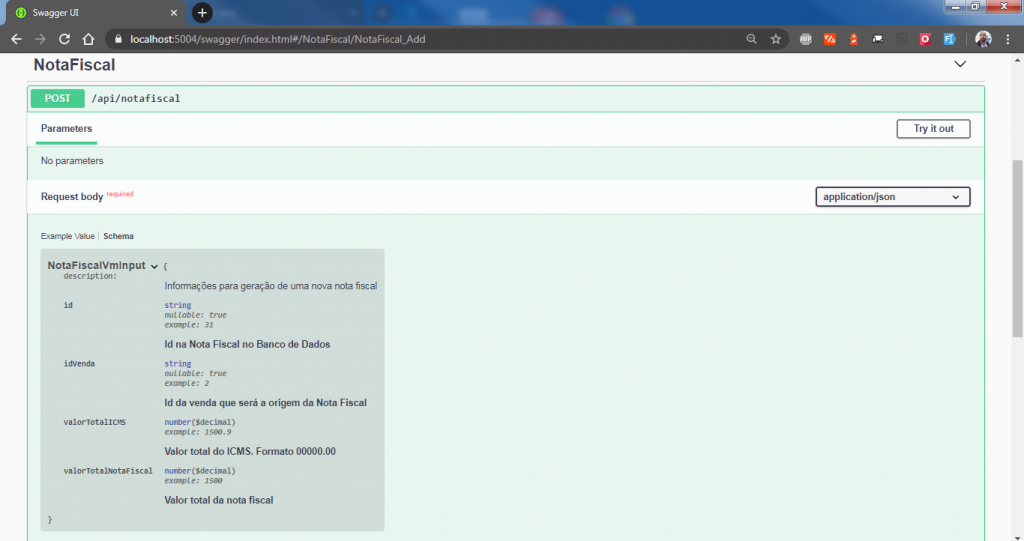 Swagger UI
localhost:5004/swagger/index.html#/NotaFiscal/NotaFiscal_Add
NotaFiscal
POST /api/notafiscal
Parameters
Try it out
No parameters
Request body required
application/json
Example Value | Schema
NotaFiscalVmInput {
description:
Informações para geração de uma nova nota fiscal
id string
nullable: true
example: 31
Id na Nota Fiscal no Banco de Dados
idVenda string
nullable: true
example: 2
Id da venda que será a origem da Nota Fiscal
valorTotalICMS number($decimal)
example: 1500.9
Valor total do ICMS. Formato 00000.00
valorTotalNotaFiscal number($decimal)
example: 1500
Valor total da nota fiscal
}